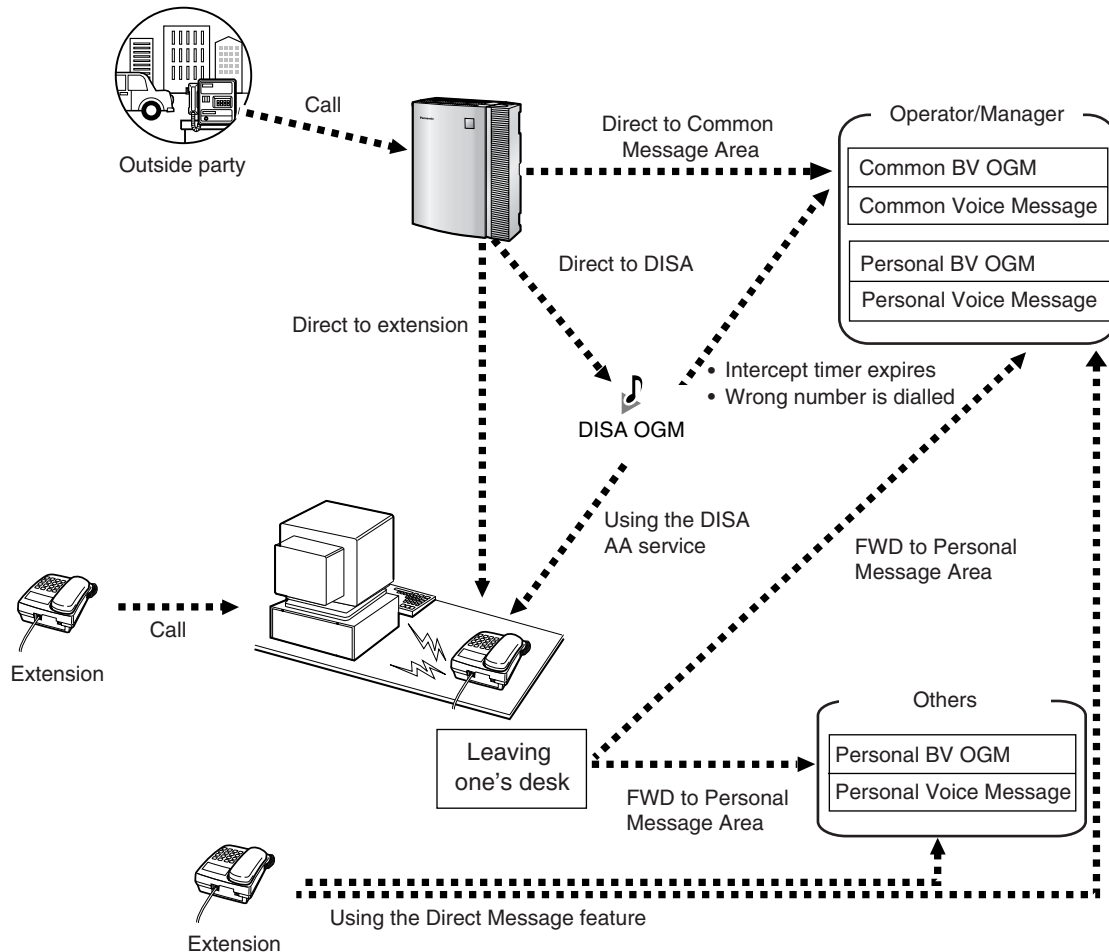 Call
Outside party
Panasonic
Direct to Common
Message Area
Operator/Manager
Common BV OGM
Common Voice Message
Personal BV OGM
Personal Voice Message
Direct to DISA
Direct to extension
• Intercept timer expires
• Wrong number is dialled
DISA OGM
Using the DISA
AA service
FWD to Personal
Message Area
Call
Extension
Others
Personal BV OGM
Personal Voice Message
Leaving
one's desk
FWD to Personal
Message Area
Using the Direct Message feature
Extension